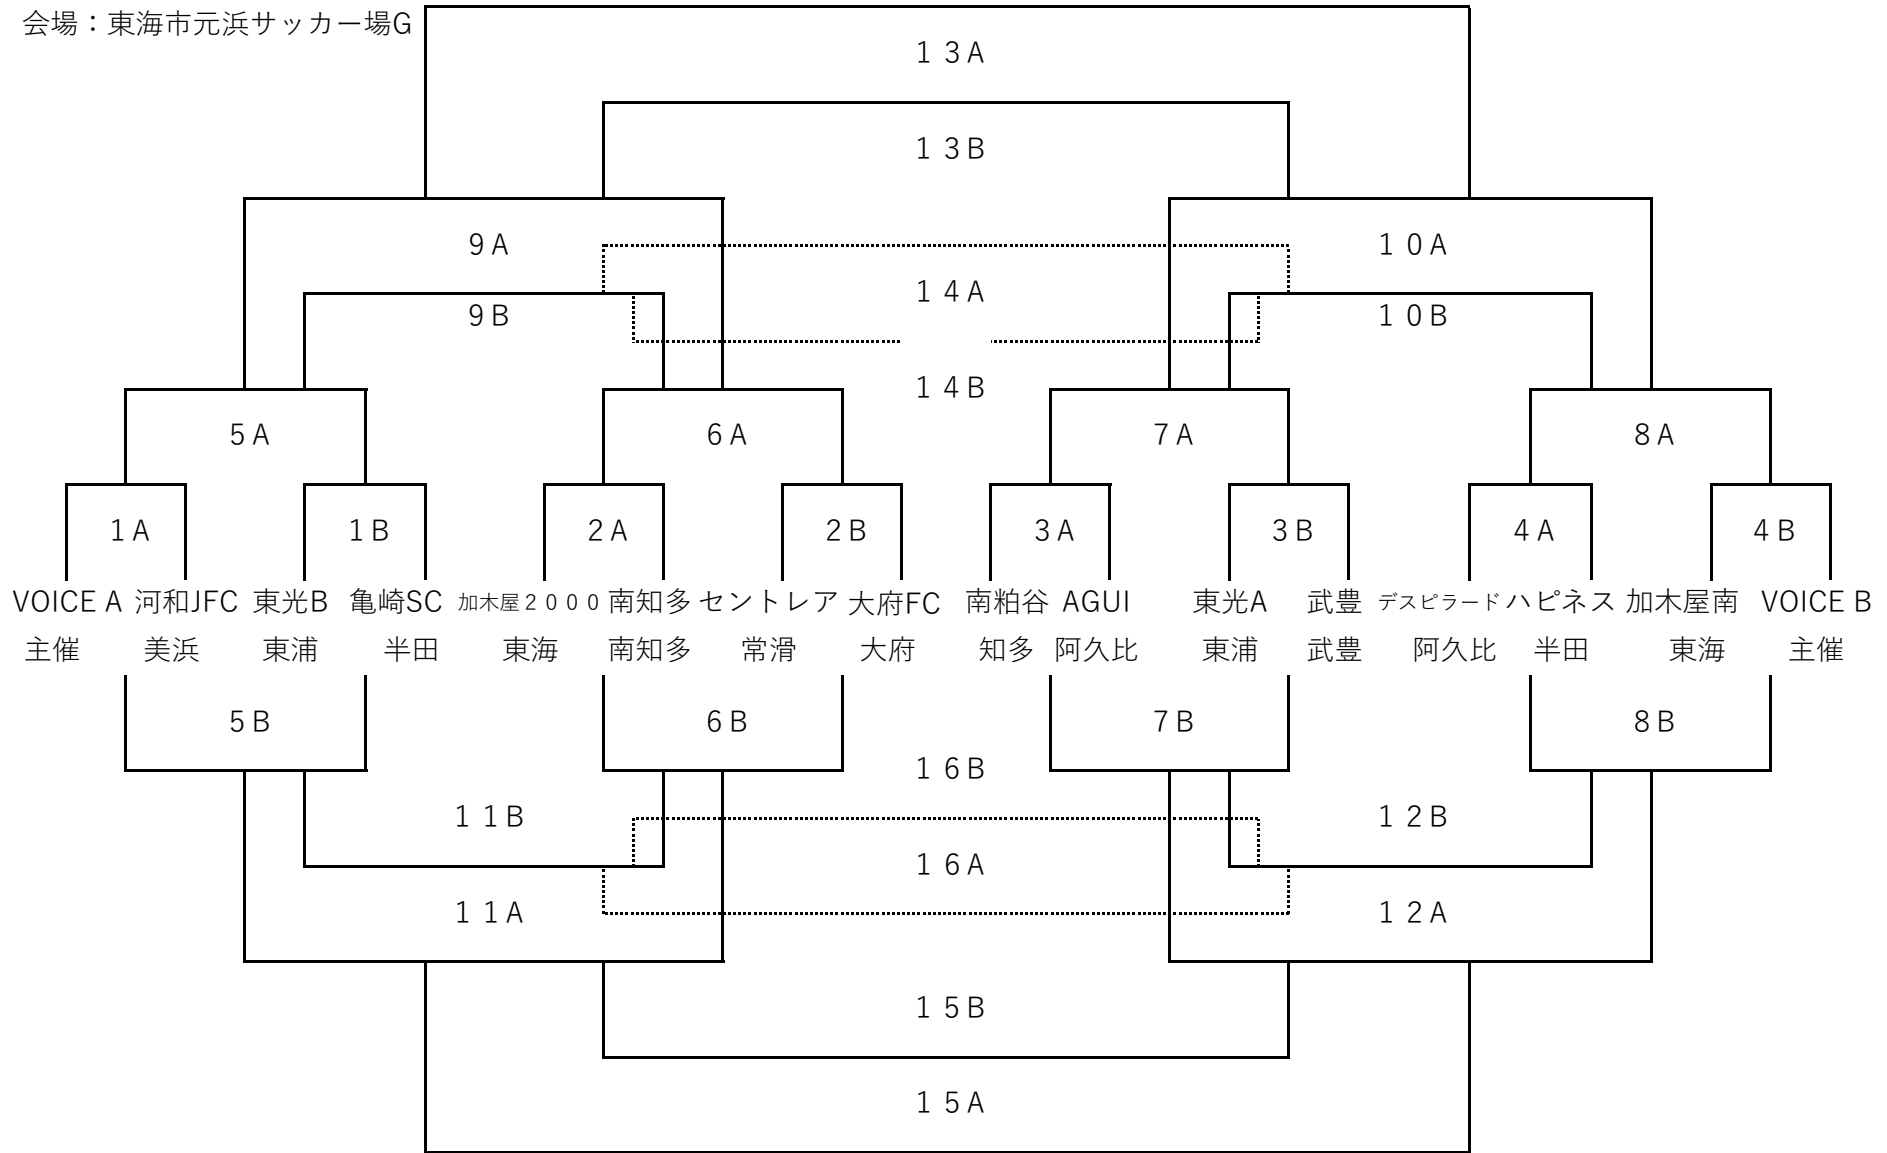 会場：東海市元浜サッカー場G
１３A
１３B
９A １０A
１４A
９B １０B
１４B
５A ６A ７A ８A
１A １B ２A ２B ３A ３B ４A ４B
VOICE A 河和JFC 東光B 亀崎SC 加木屋２０００ 南知多 セントレア 大府FC 南粕谷 AGUI 東光A 武豊 デスピラード ハピネス 加木屋南 VOICE B
主催 美浜 東浦 半田 東海 南知多 常滑 大府 知多 阿久比 東浦 武豊 阿久比 半田 東海 主催
５B ６B ７B ８B
１６B
１１B １２B
１６A
１１A １２A
１５B
１５A